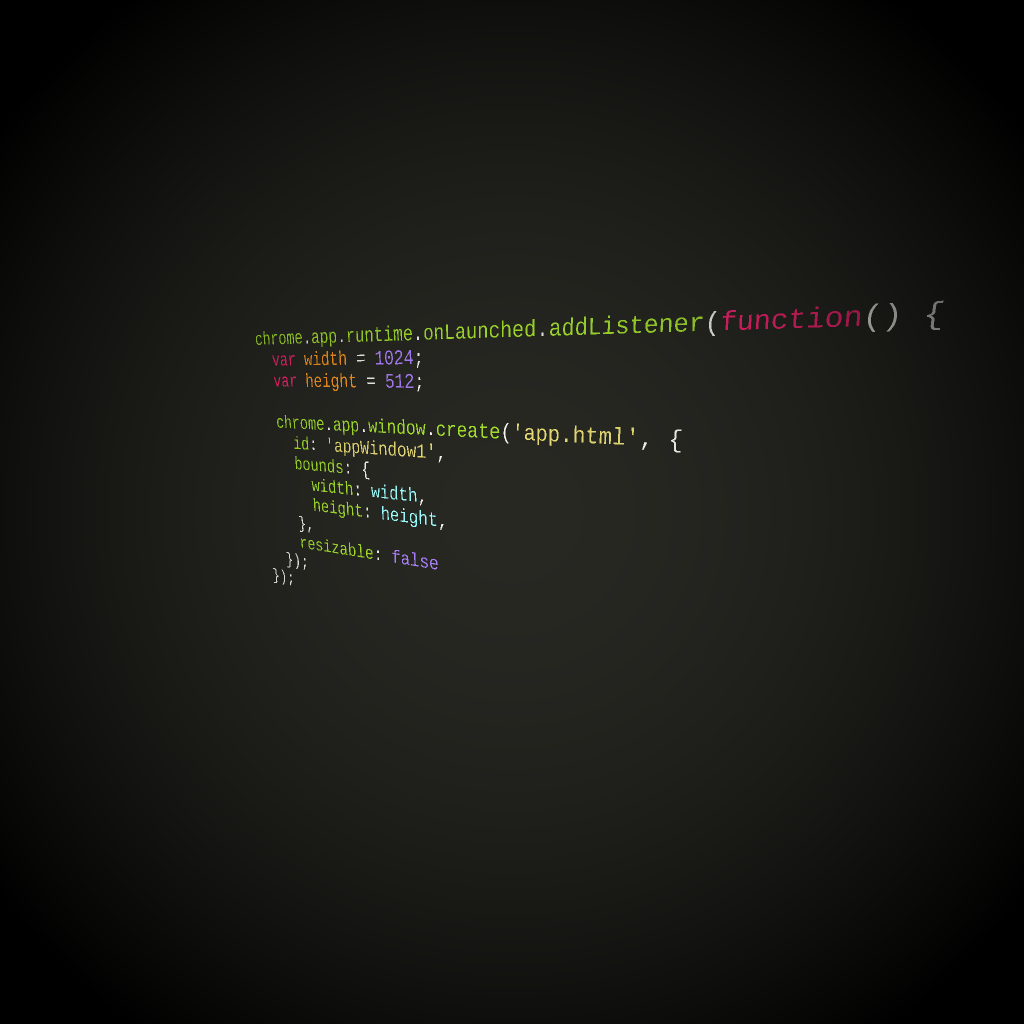 chrome.app.runtime.onLaunched.addListener(function() {
  var width = 1024;
  var height = 512;

  chrome.app.window.create('app.html', {
    id: 'appWindow1',
    bounds: {
      width: width,
      height: height,
    },
    resizable: false
  });
});